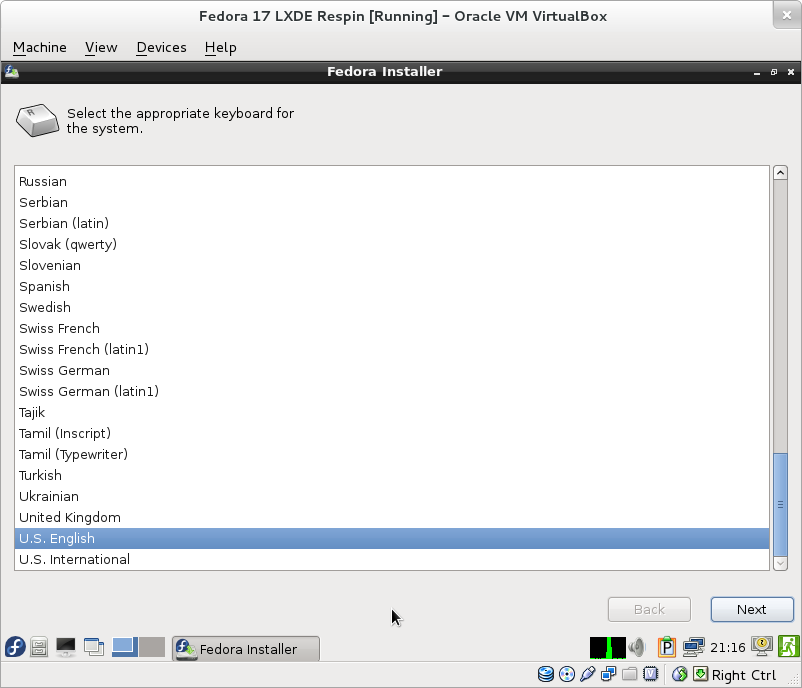 Fedora 17 LXDE Respin [Running] – Oracle VM VirtualBox
Machine View Devices Help
Fedora Installer
R
Select the appropriate keyboard for
the system.
Russian
Serbian
Serbian (latin)
Slovak (qwerty)
Slovenian
Spanish
Swedish
Swiss French
Swiss French (latin1)
Swiss German
Swiss German (latin1)
Tajik
Tamil (Inscript)
Tamil (Typewriter)
Turkish
Ukrainian
United Kingdom
U.S. English
U.S. International
Back Next
Fedora Installer P 21:16
Right Ctrl